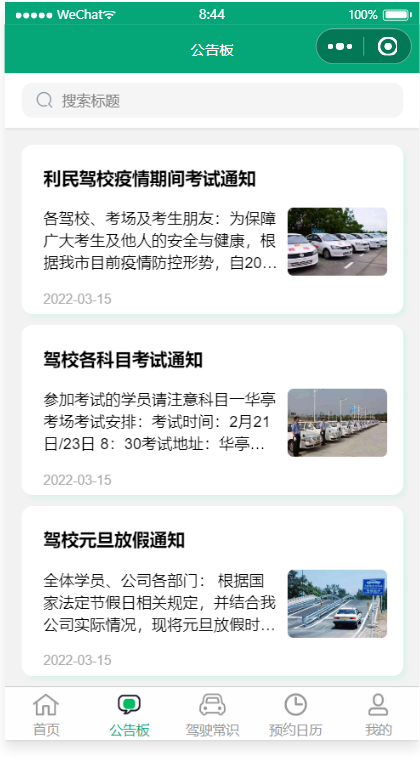 WeChat 8:44 100%
公告板
搜索标题
利民驾校疫情期间考试通知
各驾校、考场及考生朋友：为保障
广大考生及他人的安全与健康，根
据我市目前疫情防控形势，自20...
2022-03-15
驾校各科目考试通知
参加考试的学员请注意科目一华亭
考场考试安排：考试时间：2月21
日/23日 8：30考试地址：华亭...
2022-03-15
驾校元旦放假通知
全体学员、公司各部门： 根据国
家法定节假日相关规定，并结合我
公司实际情况，现将元旦放假时...
2022-03-15
首页 公告板 驾驶常识 预约日历 我的